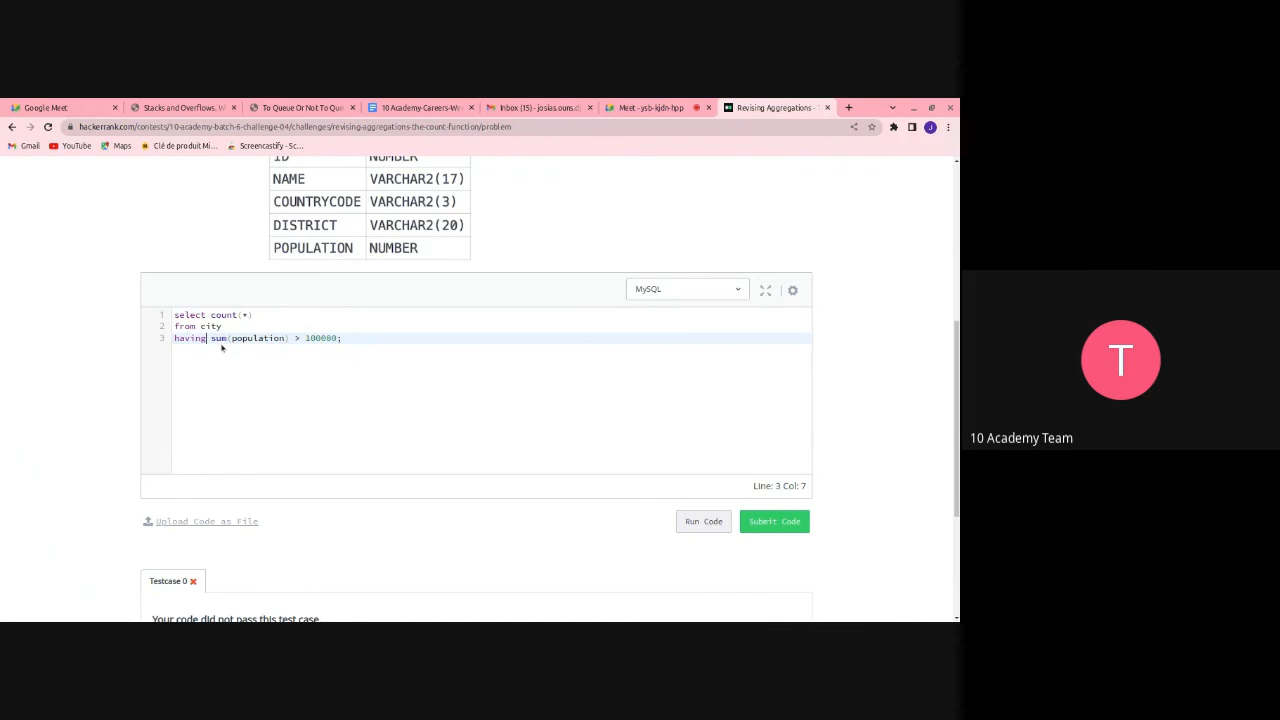 Google Meet
Stacks and Overflows. W
To Queue Or Not To Que
10 Academy-Careers-We
Inbox (15) - josias.ouns.d
Meet - ysb-kjdn-hpp
Revising Aggregations -
hackerrank.com/contests/10-academy-batch-6-challenge-04/challenges/revising-aggregations-the-count-function/problem
J
Gmail
YouTube
Maps
Clé de produit Mi...
Screencastify - Sc...
ID NUMBER
NAME VARCHAR2(17)
COUNTRYCODE VARCHAR2(3)
DISTRICT VARCHAR2(20)
POPULATION NUMBER
MySQL
1 select count(*)
2 from city
3 having sum(population) > 100000;
Line: 3 Col: 7
Upload Code as File
Run Code
Submit Code
Testcase 0
Your code did not pass this test case.
T
10 Academy Team